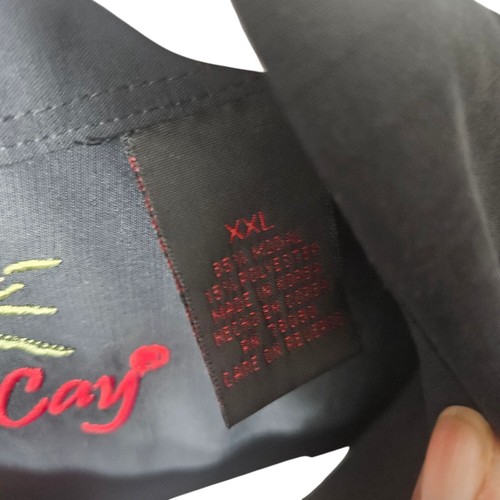 Cay
XXL
85% MODAL
15% POLYESTER
MADE IN KOREA
HECHO EN COREA
CARE ON REVERSE